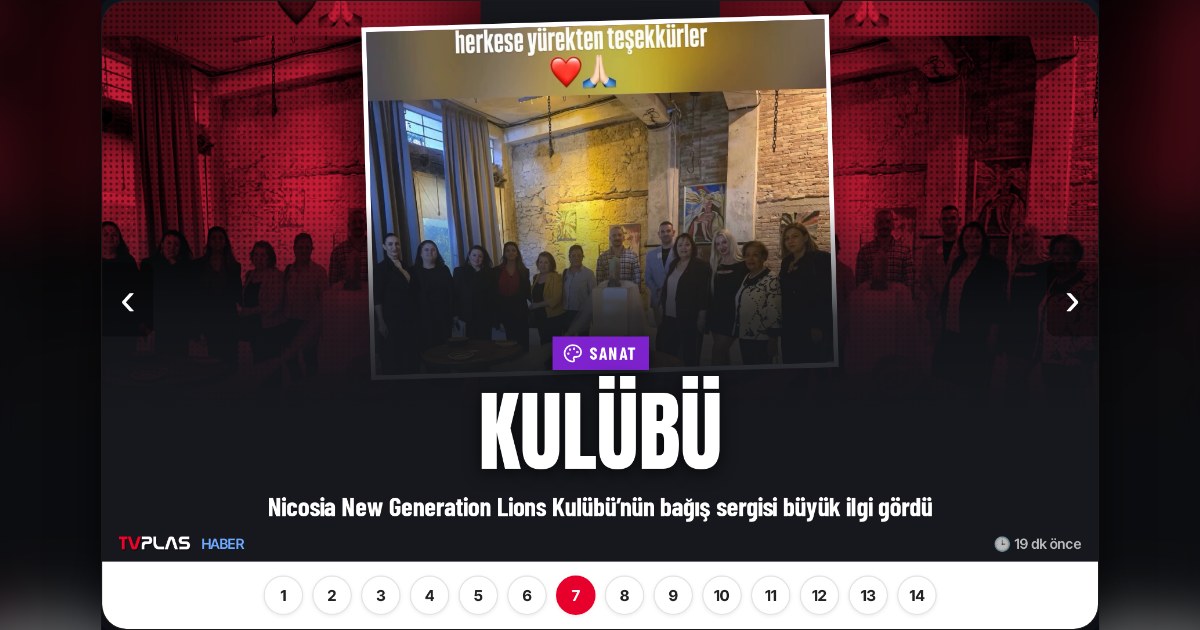 herkese yürekten teşekkürler
❤️🙏🏻
SANAT
KULÜBÜ
Nicosia New Generation Lions Kulübü’nün bağış sergisi büyük ilgi gördü
TVPLAS HABER
19 dk önce
‹ ›
1 2 3 4 5 6 7 8 9 10 11 12 13 14